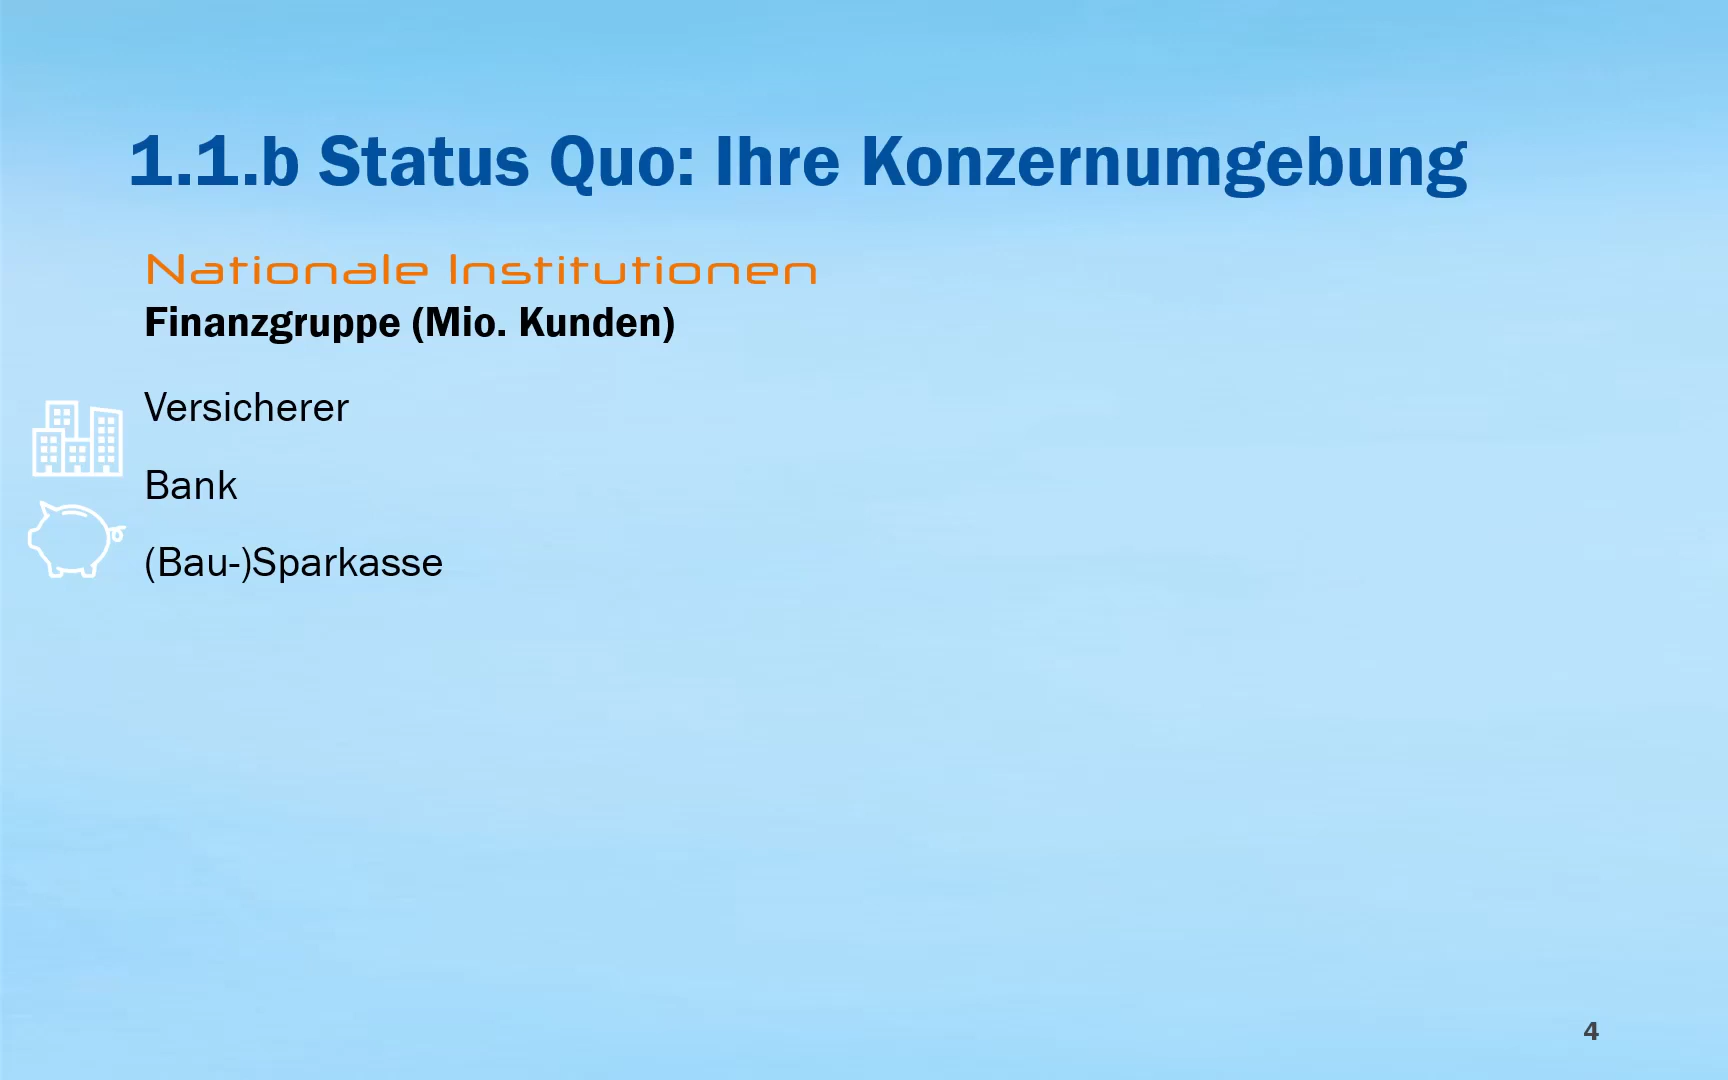 1.1.b Status Quo: Ihre Konzernumgebung
Nationale Institutionen
Finanzgruppe (Mio. Kunden)
Versicherer
Bank
(Bau-)Sparkasse
4